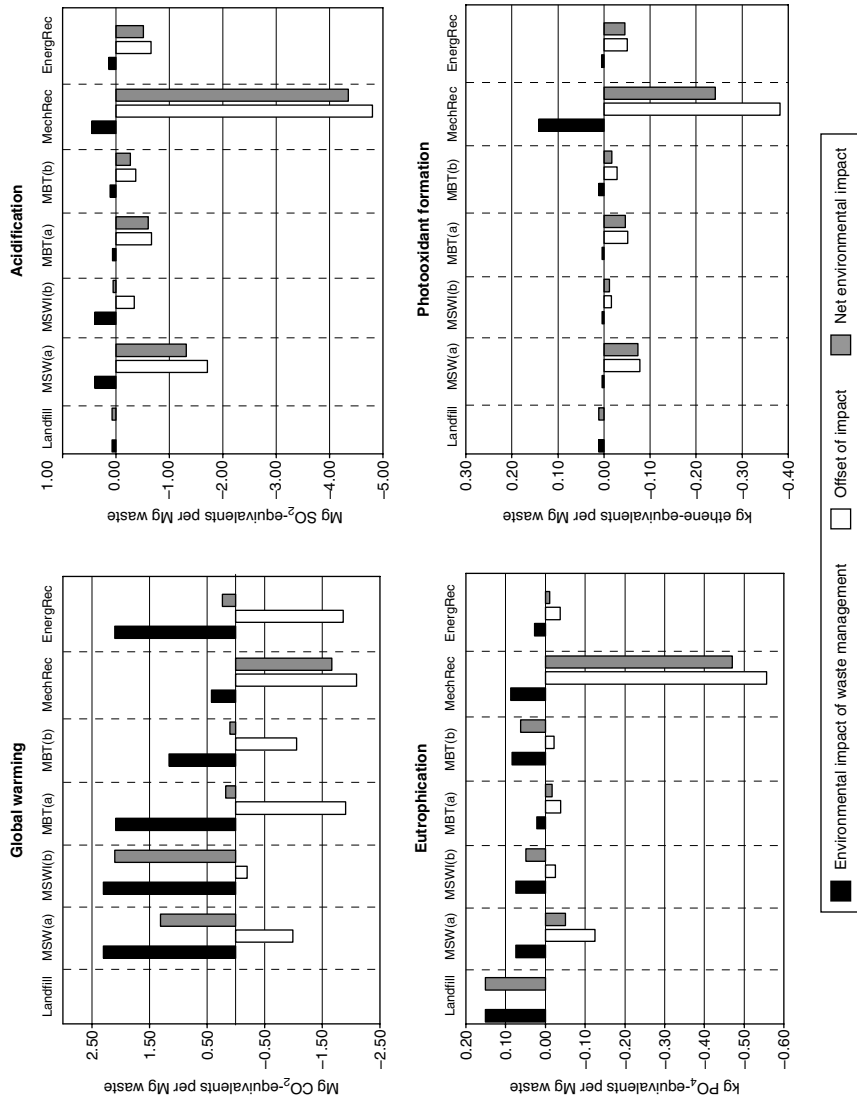 Global warming
Landfill
MSW(a)
MSWI(b)
MBT(a)
MBT(b)
MechRec
EnergRec
2.50
1.50
0.50
−0.50
−1.50
−2.50
Mg CO2-equivalents per Mg waste
Acidification
Landfill
MSW(a)
MSWI(b)
MBT(a)
MBT(b)
MechRec
EnergRec
1.00
0.00
−1.00
−2.00
−3.00
−4.00
−5.00
Mg SO2-equivalents per Mg waste
Eutrophication
Landfill
MSW(a)
MSWI(b)
MBT(a)
MBT(b)
MechRec
EnergRec
0.20
0.10
0.00
−0.10
−0.20
−0.30
−0.40
−0.50
−0.60
kg PO4-equivalents per Mg waste
Photooxidant formation
Landfill
MSW(a)
MSWI(b)
MBT(a)
MBT(b)
MechRec
EnergRec
0.30
0.20
0.10
0.00
−0.10
−0.20
−0.30
−0.40
kg ethene-equivalents per Mg waste
Environmental impact of waste management
Offset of impact
Net environmental impact